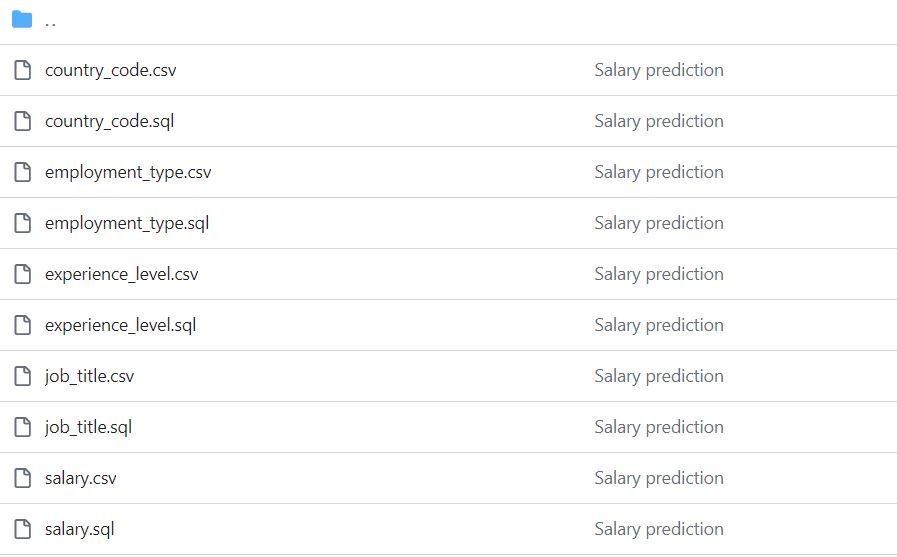 ..
country_code.csv Salary prediction
country_code.sql Salary prediction
employment_type.csv Salary prediction
employment_type.sql Salary prediction
experience_level.csv Salary prediction
experience_level.sql Salary prediction
job_title.csv Salary prediction
job_title.sql Salary prediction
salary.csv Salary prediction
salary.sql Salary prediction